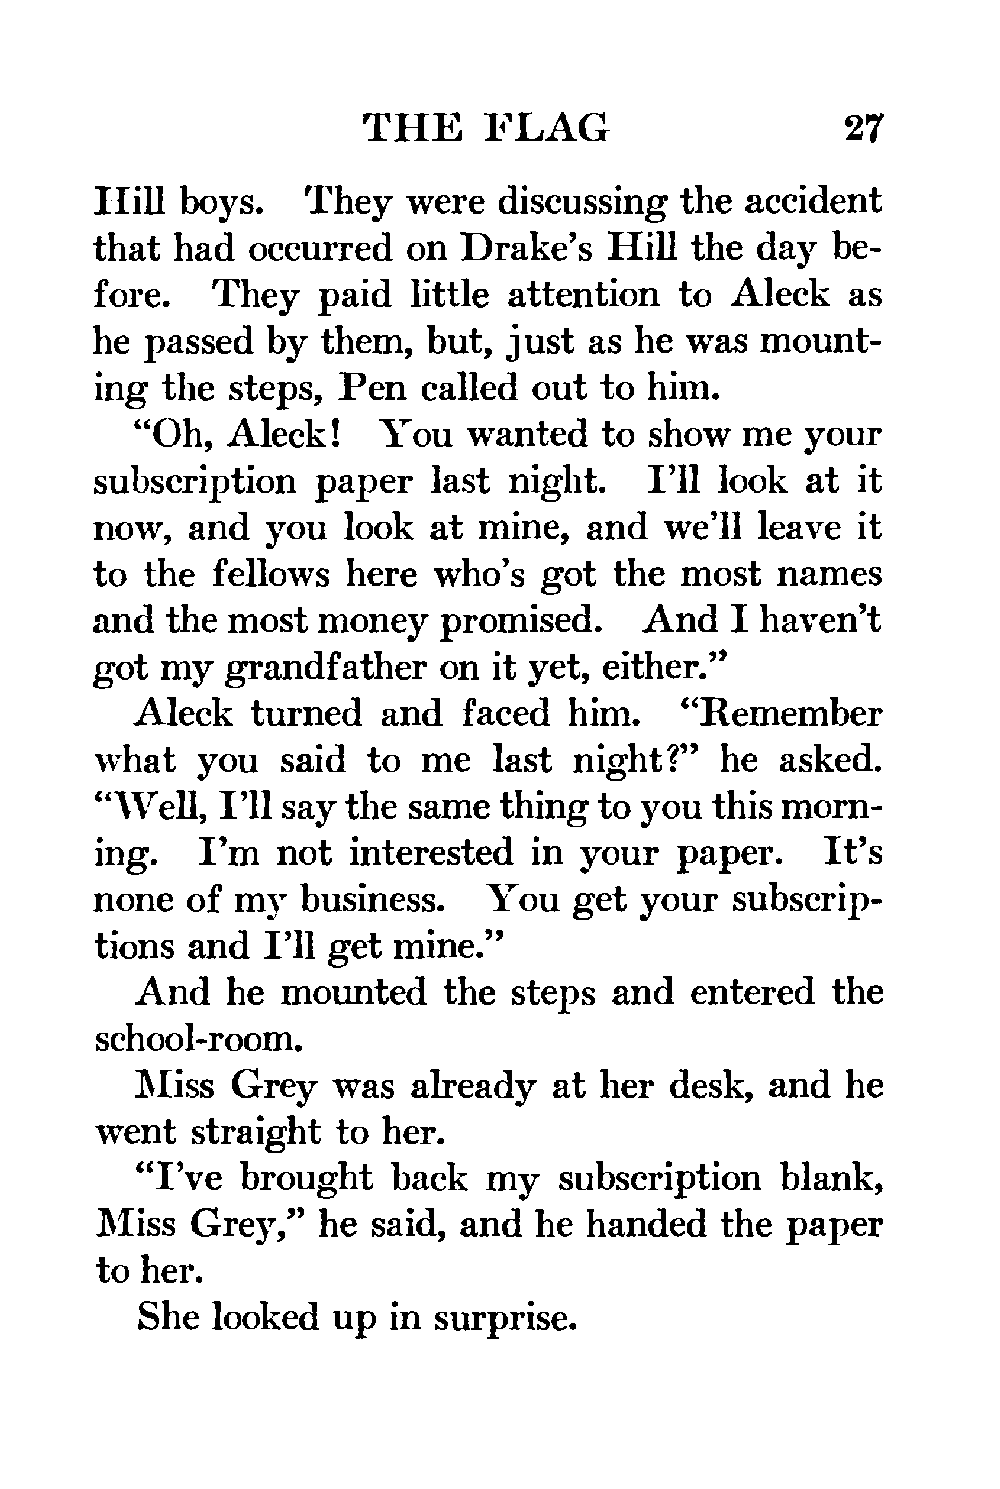 THE FLAG 27
Hill boys. They were discussing the accident
that had occurred on Drake's Hill the day be-
fore. They paid little attention to Aleck as
he passed by them, but, just as he was mount-
ing the steps, Pen called out to him.
“Oh, Aleck! You wanted to show me your
subscription paper last night. I'll look at it
now, and you look at mine, and we'll leave it
to the fellows here who's got the most names
and the most money promised. And I haven't
got my grandfather on it yet, either.”
Aleck turned and faced him. “Remember
what you said to me last night?” he asked.
“Well, I'll say the same thing to you this morn-
ing. I'm not interested in your paper. It's
none of my business. You get your subscrip-
tions and I'll get mine.”
And he mounted the steps and entered the
school-room.
Miss Grey was already at her desk, and he
went straight to her.
“I've brought back my subscription blank,
Miss Grey,” he said, and he handed the paper
to her.
She looked up in surprise.